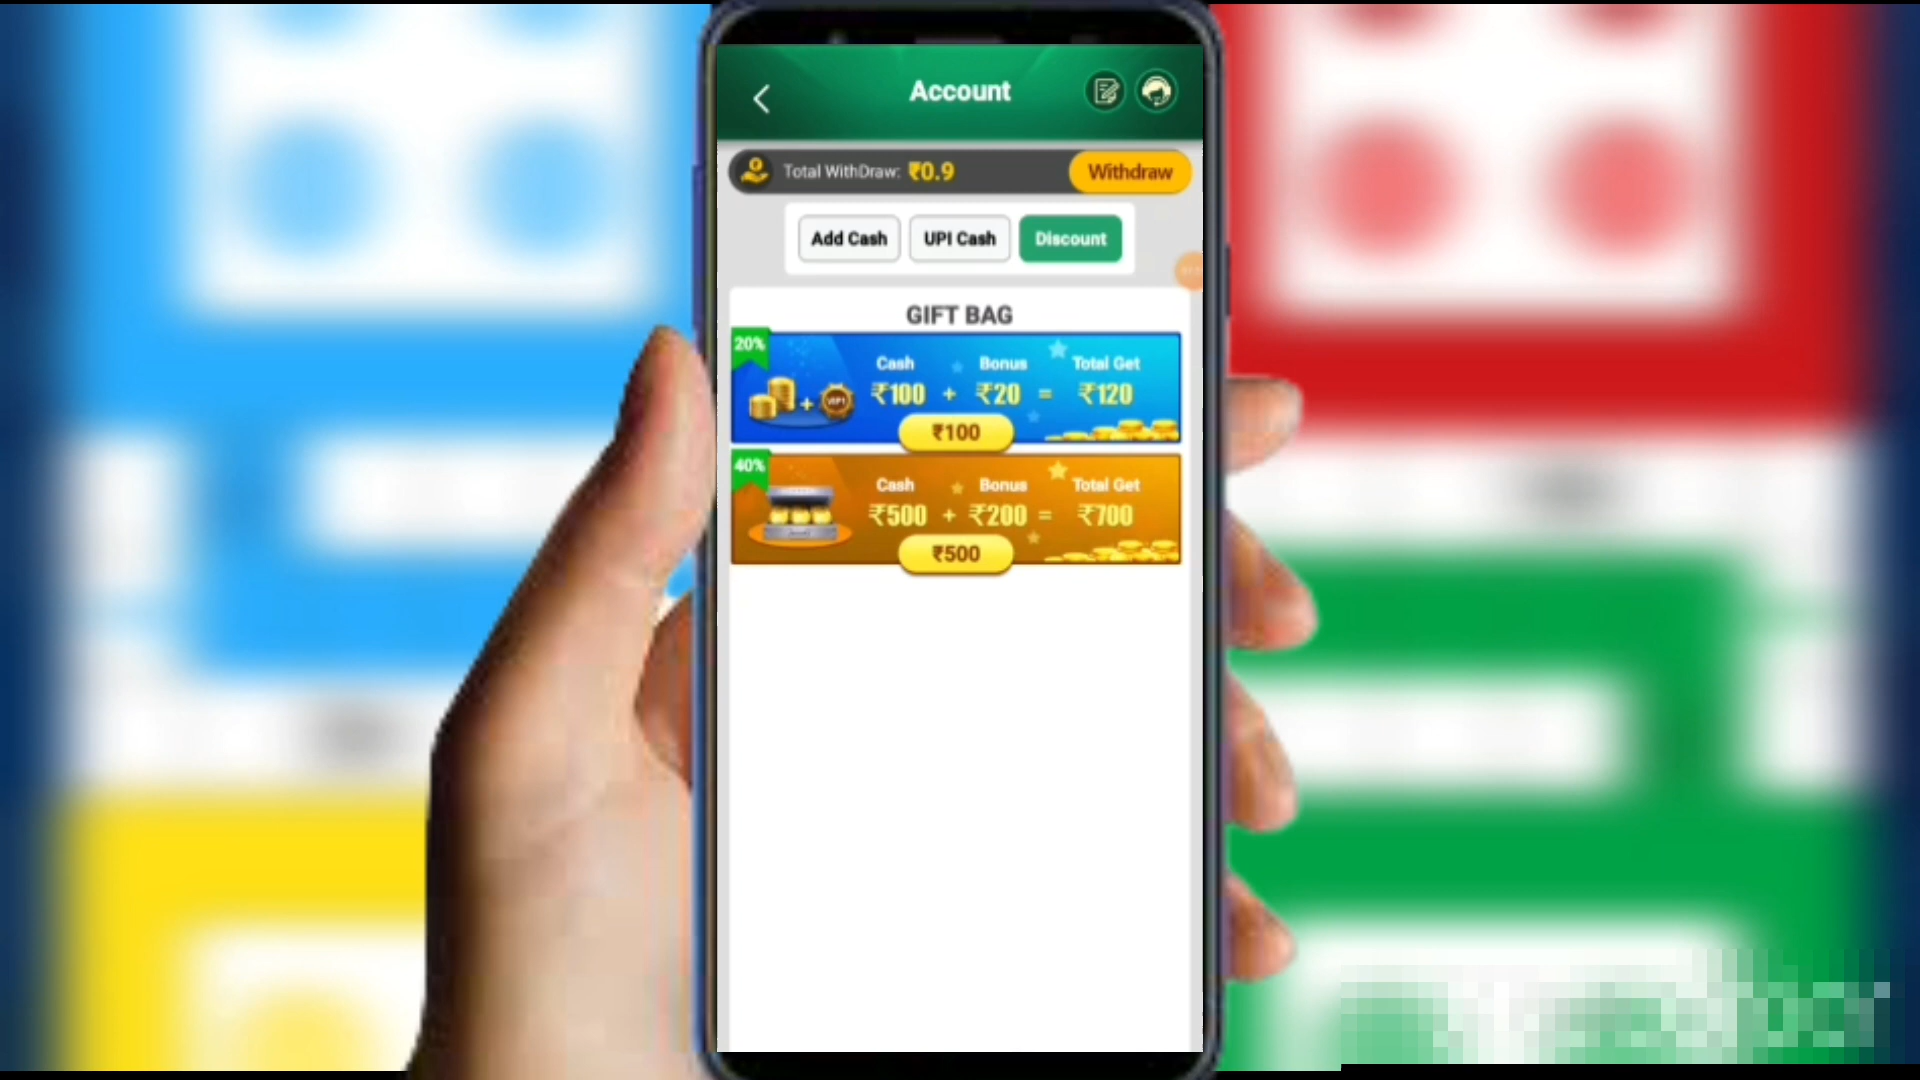 Account
Total WithDraw: ₹0.9 Withdraw
Add Cash UPI Cash Discount
GIFT BAG
20%
Cash Bonus Total Get
₹100 + ₹20 = ₹120
₹100
40%
Cash Bonus Total Get
₹500 + ₹200 = ₹700
₹500